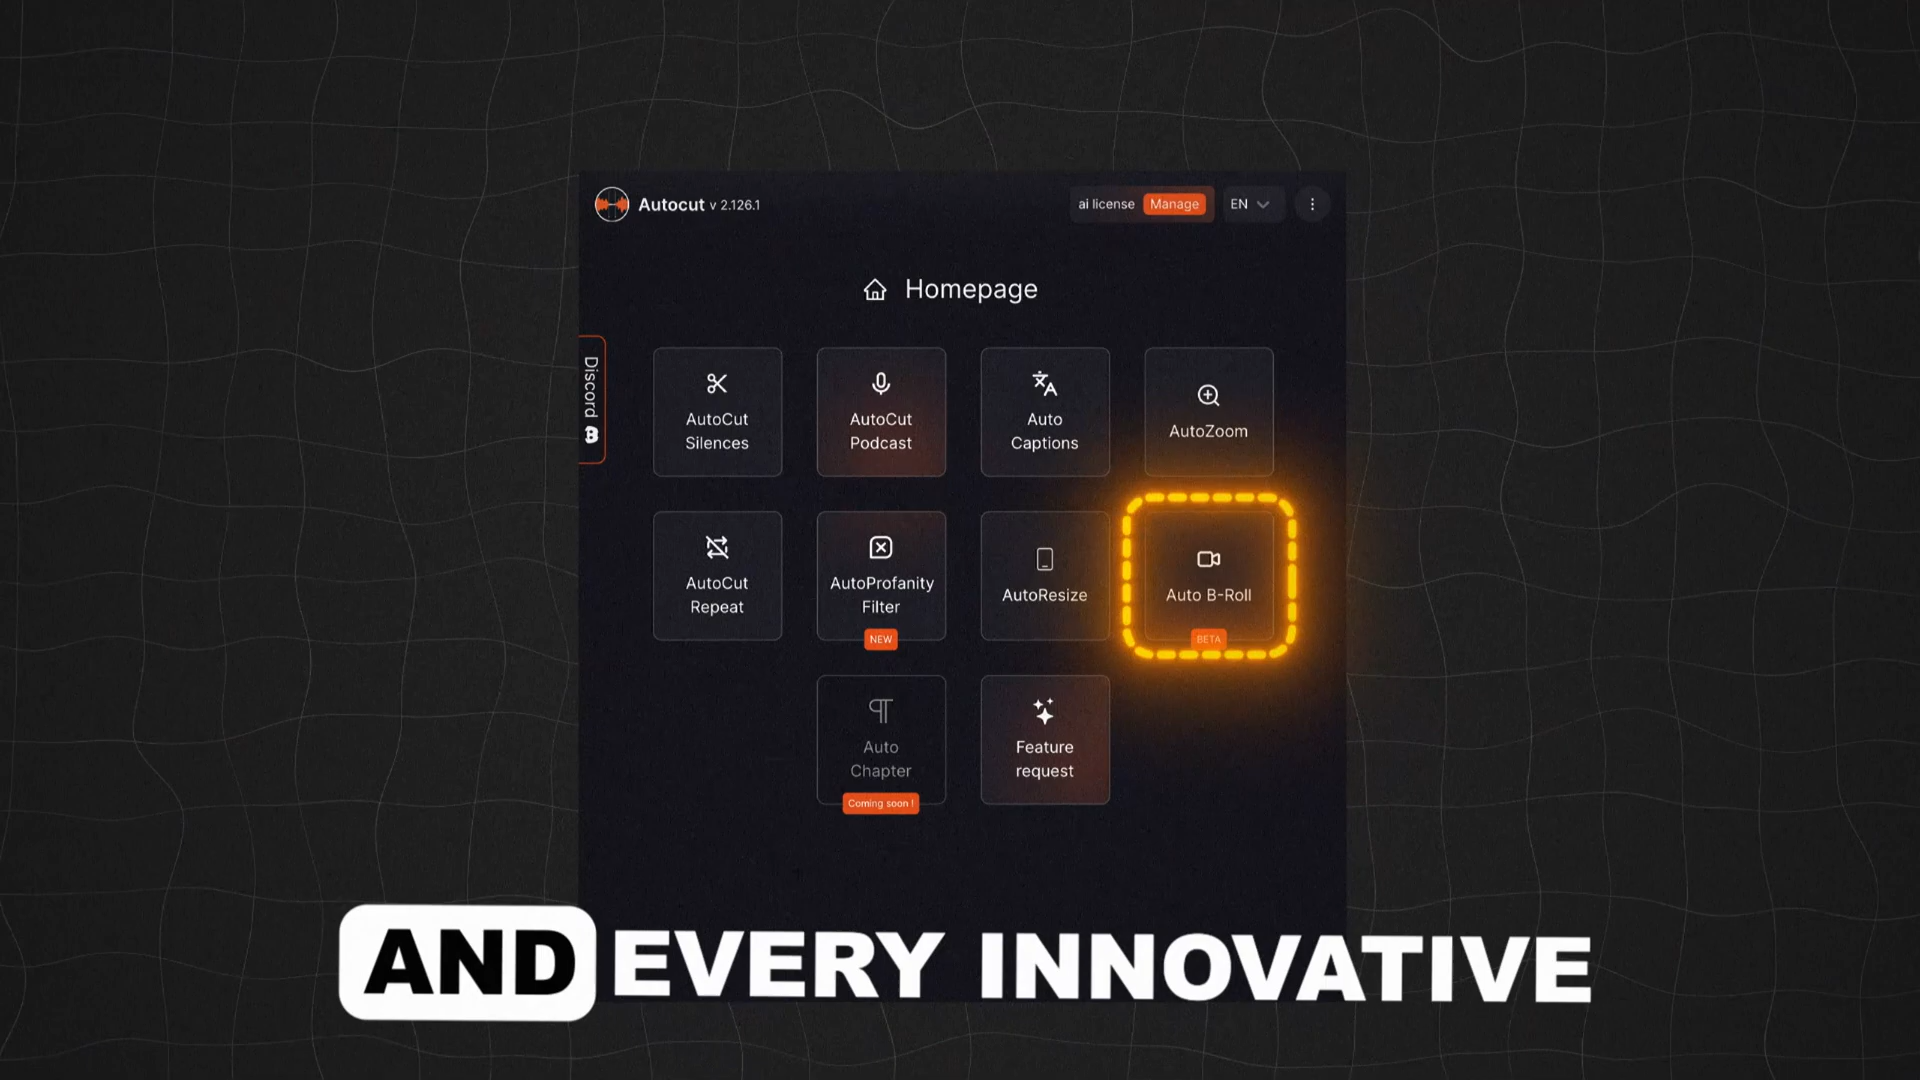 Autocut v 2.126.1
ai license Manage EN
Homepage
Discord
AutoCut
Silences
AutoCut
Podcast
Auto
Captions
AutoZoom
AutoCut
Repeat
AutoProfanity
Filter
NEW
AutoResize
Auto B-Roll
BETA
Auto
Chapter
Coming soon !
Feature
request
AND EVERY INNOVATIVE